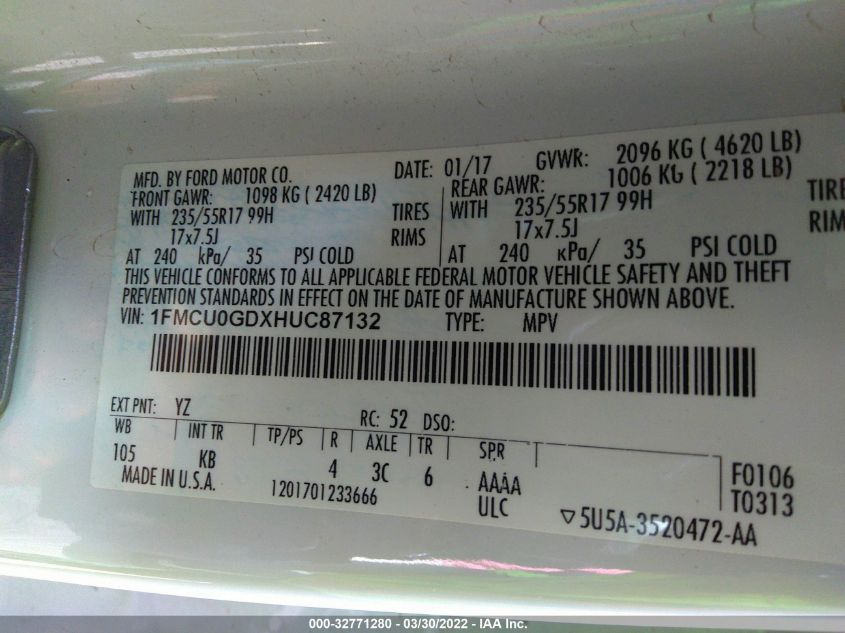 MFD. BY FORD MOTOR CO. DATE: 01/17 GVWR: 2096 KG ( 4620 LB)
FRONT GAWR: 1098 KG ( 2420 LB) REAR GAWR: 1006 KG ( 2218 LB)
WITH 235/55R17 99H TIRES WITH 235/55R17 99H TIRE
17x7.5J RIMS 17x7.5J RIM
AT 240 kPa/ 35 PSI COLD AT 240 kPa/ 35 PSI COLD
THIS VEHICLE CONFORMS TO ALL APPLICABLE FEDERAL MOTOR VEHICLE SAFETY AND THEFT
PREVENTION STANDARDS IN EFFECT ON THE DATE OF MANUFACTURE SHOWN ABOVE.
VIN: 1FMCU0GDXHUC87132 TYPE: MPV
EXT PNT: YZ RC: 52 DSO:
WB INT TR TP/PS R AXLE TR SPR
105 KB 4 3C 6 AAAA F0106
MADE IN U.S.A. 1201701233666 ULC T0313
▽5U5A-3520472-AA
000-32771280 - 03/30/2022 - IAA Inc.